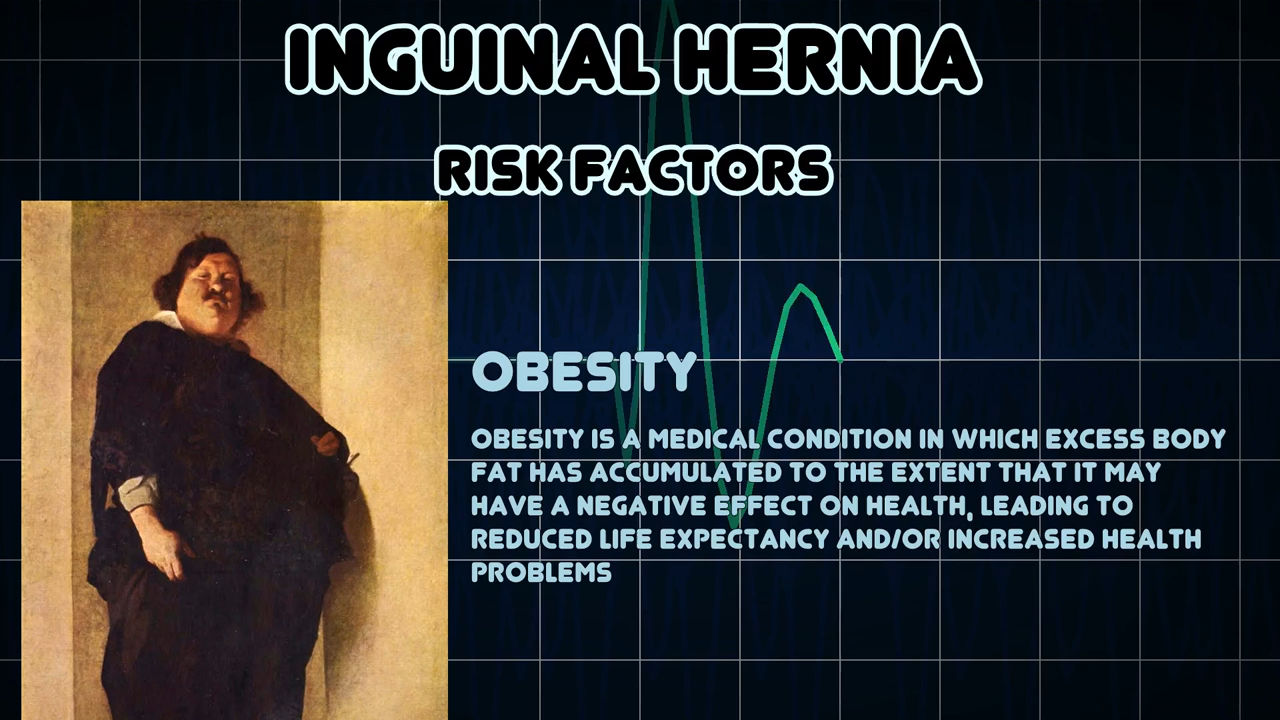 INGUINAL HERNIA
RISK FACTORS
OBESITY
OBESITY IS A MEDICAL CONDITION IN WHICH EXCESS BODY
FAT HAS ACCUMULATED TO THE EXTENT THAT IT MAY
HAVE A NEGATIVE EFFECT ON HEALTH, LEADING TO
REDUCED LIFE EXPECTANCY AND/OR INCREASED HEALTH
PROBLEMS